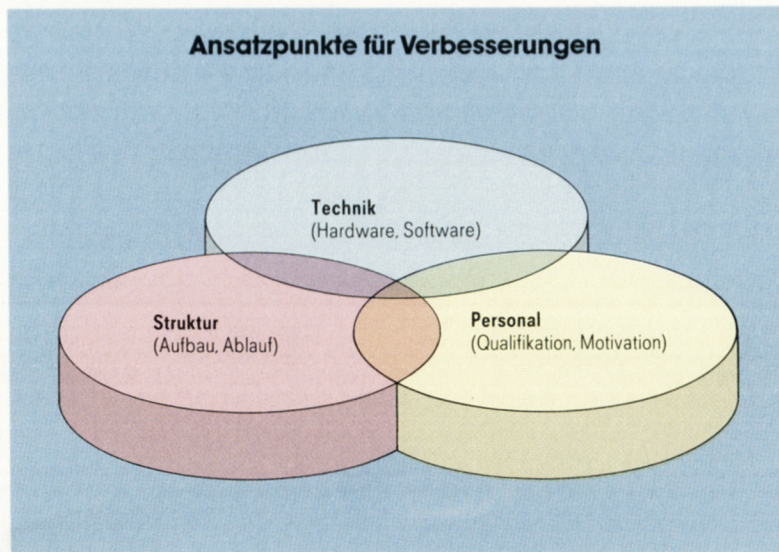 Ansatzpunkte für Verbesserungen
Technik
(Hardware, Software)
Struktur
(Aufbau, Ablauf)
Personal
(Qualifikation, Motivation)